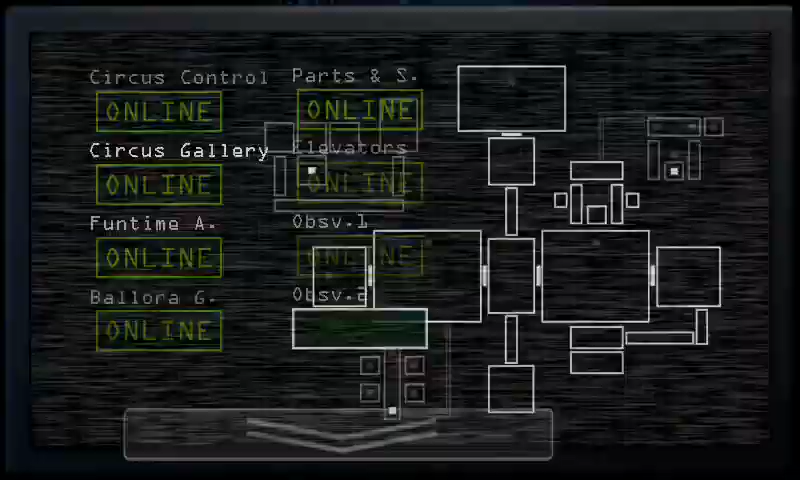 Circus Control
ONLINE
Circus Gallery
ONLINE
Funtime A.
ONLINE
Ballora G.
ONLINE
Parts & S.
ONLINE
Elevators
ONLINE
Obsv.1
ONLINE
Obsv.2